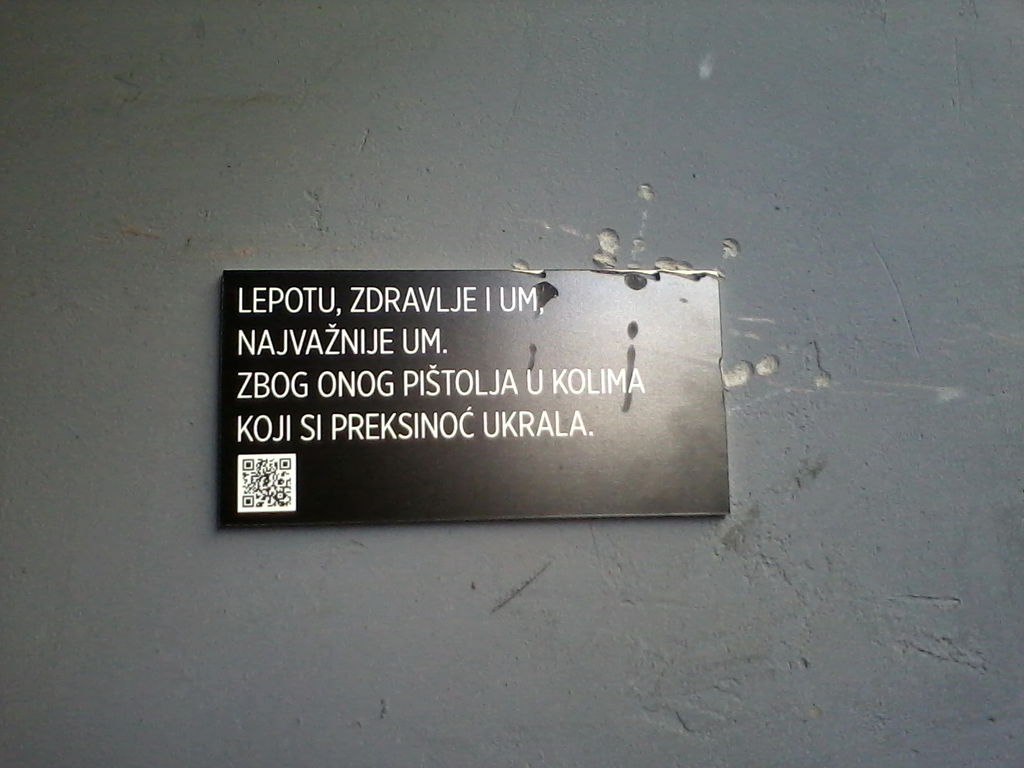 LEPOTU, ZDRAVLJE I UM,
NAJVAŽNIJE UM.
ZBOG ONOG PIŠTOLJA U KOLIMA
KOJI SI PREKSINOĆ UKRALA.